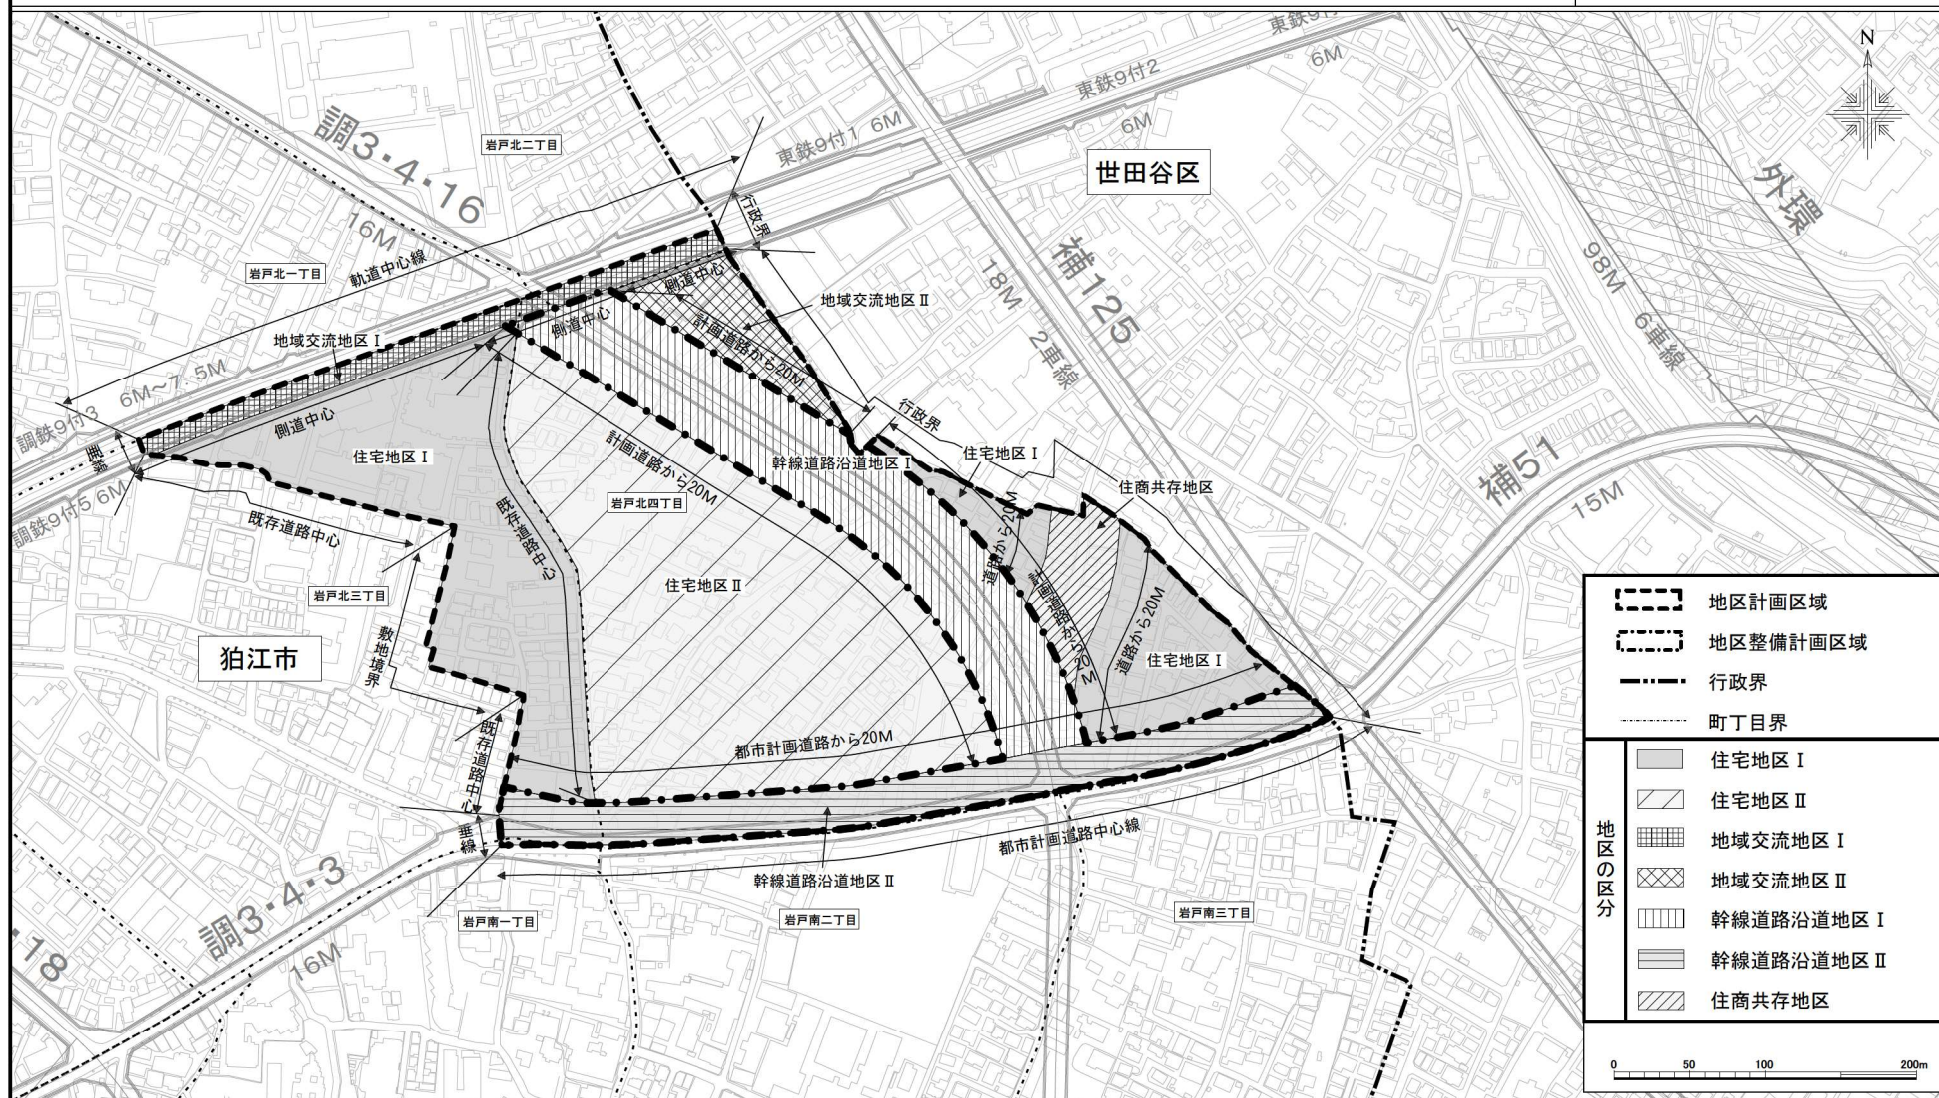 東鉄9付
6M
東鉄9付2
6M
N
調3・4・16
16M
岩戸北二丁目
東鉄9付1 6M
世田谷区
外環
98M
6車線
行政界
岩戸北一丁目
軌道中心線
補125
18M
2車線
側道中心
地域交流地区Ⅱ
側道中心
計画道路から20M
地域交流地区Ⅰ
調鉄9付3 6M～7.5M
側道中心
垂線
住宅地区Ⅰ
行政界
計画道路から20M
幹線道路沿道地区Ⅰ
住宅地区Ⅰ
住商共存地区
補51
15M
調鉄9付5 6M
既存道路中心
既存道路中心
岩戸北四丁目
道路から20M
計画道路から20M
道路から20M
住宅地区Ⅱ
岩戸北三丁目
狛江市
敷地境界
住宅地区Ⅰ
既存道路中心
都市計画道路から20M
垂線
都市計画道路中心線
幹線道路沿道地区Ⅱ
調3・4・3
16M
岩戸南一丁目
岩戸南二丁目
岩戸南三丁目
・18
地区計画区域
地区整備計画区域
行政界
町丁目界
地区の区分
住宅地区Ⅰ
住宅地区Ⅱ
地域交流地区Ⅰ
地域交流地区Ⅱ
幹線道路沿道地区Ⅰ
幹線道路沿道地区Ⅱ
住商共存地区
0 50 100 200m